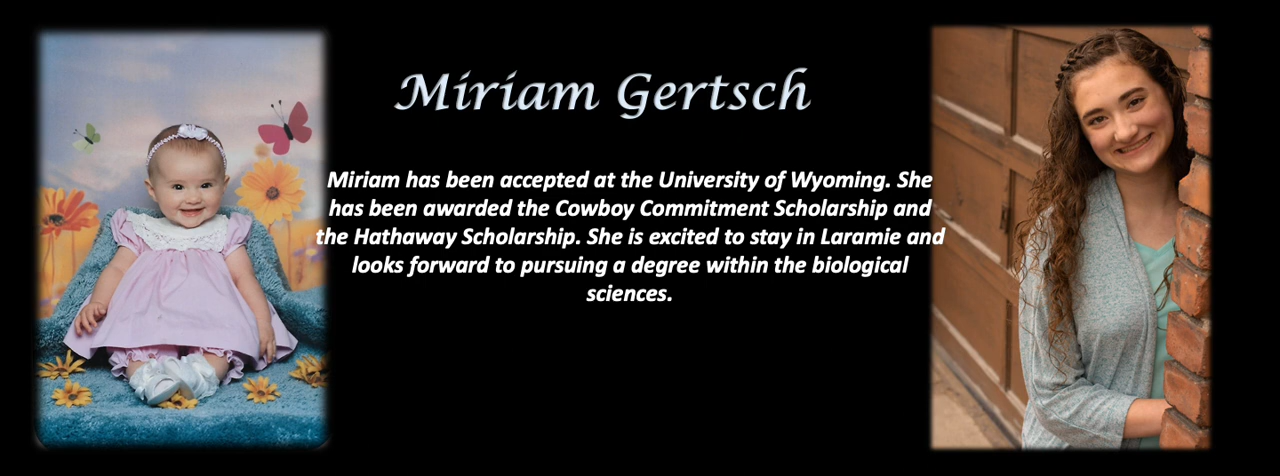 Miriam Gertsch
Miriam has been accepted at the University of Wyoming. She
has been awarded the Cowboy Commitment Scholarship and
the Hathaway Scholarship. She is excited to stay in Laramie and
looks forward to pursuing a degree within the biological
sciences.